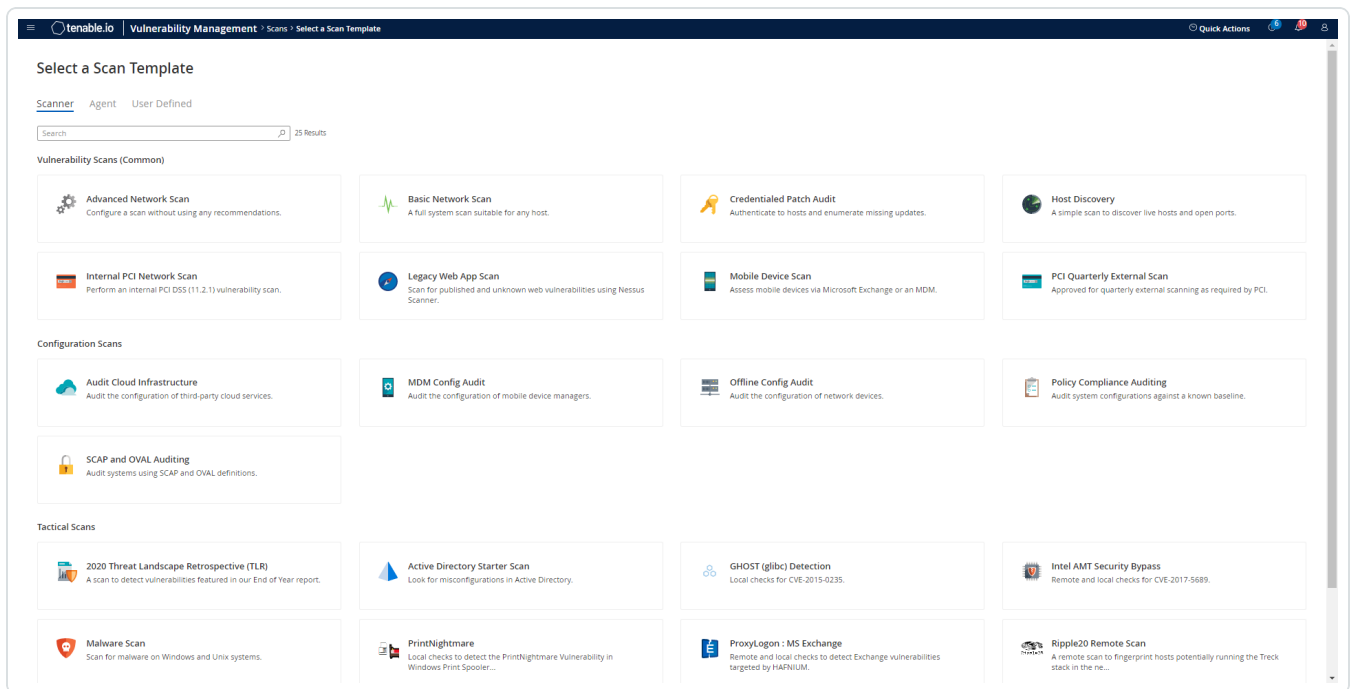 tenable.io Vulnerability Management > Scans > Select a Scan Template Quick Actions 6 10
Select a Scan Template
Scanner Agent User Defined
Search 25 Results
Vulnerability Scans (Common)
Advanced Network Scan
Configure a scan without using any recommendations.
Basic Network Scan
A full system scan suitable for any host.
Credentialed Patch Audit
Authenticate to hosts and enumerate missing updates.
Host Discovery
A simple scan to discover live hosts and open ports.
Internal PCI Network Scan
Perform an internal PCI DSS (11.2.1) vulnerability scan.
Legacy Web App Scan
Scan for published and unknown web vulnerabilities using Nessus
Scanner.
Mobile Device Scan
Assess mobile devices via Microsoft Exchange or an MDM.
PCI Quarterly External Scan
Approved for quarterly external scanning as required by PCI.
Configuration Scans
Audit Cloud Infrastructure
Audit the configuration of third-party cloud services.
MDM Config Audit
Audit the configuration of mobile device managers.
Offline Config Audit
Audit the configuration of network devices.
Policy Compliance Auditing
Audit system configurations against a known baseline.
SCAP and OVAL Auditing
Audit systems using SCAP and OVAL definitions.
Tactical Scans
2020 Threat Landscape Retrospective (TLR)
A scan to detect vulnerabilities featured in our End of Year report.
Active Directory Starter Scan
Look for misconfigurations in Active Directory.
GHOST (glibc) Detection
Local checks for CVE-2015-0235.
Intel AMT Security Bypass
Remote and local checks for CVE-2017-5689.
Malware Scan
Scan for malware on Windows and Unix systems.
PrintNightmare
Local checks to detect the PrintNightmare Vulnerability in
Windows Print Spooler...
ProxyLogon : MS Exchange
Remote and local checks to detect Exchange vulnerabilities
targeted by HAFNIUM.
Ripple20 Remote Scan
A remote scan to fingerprint hosts potentially running the Treck
stack in the ne...